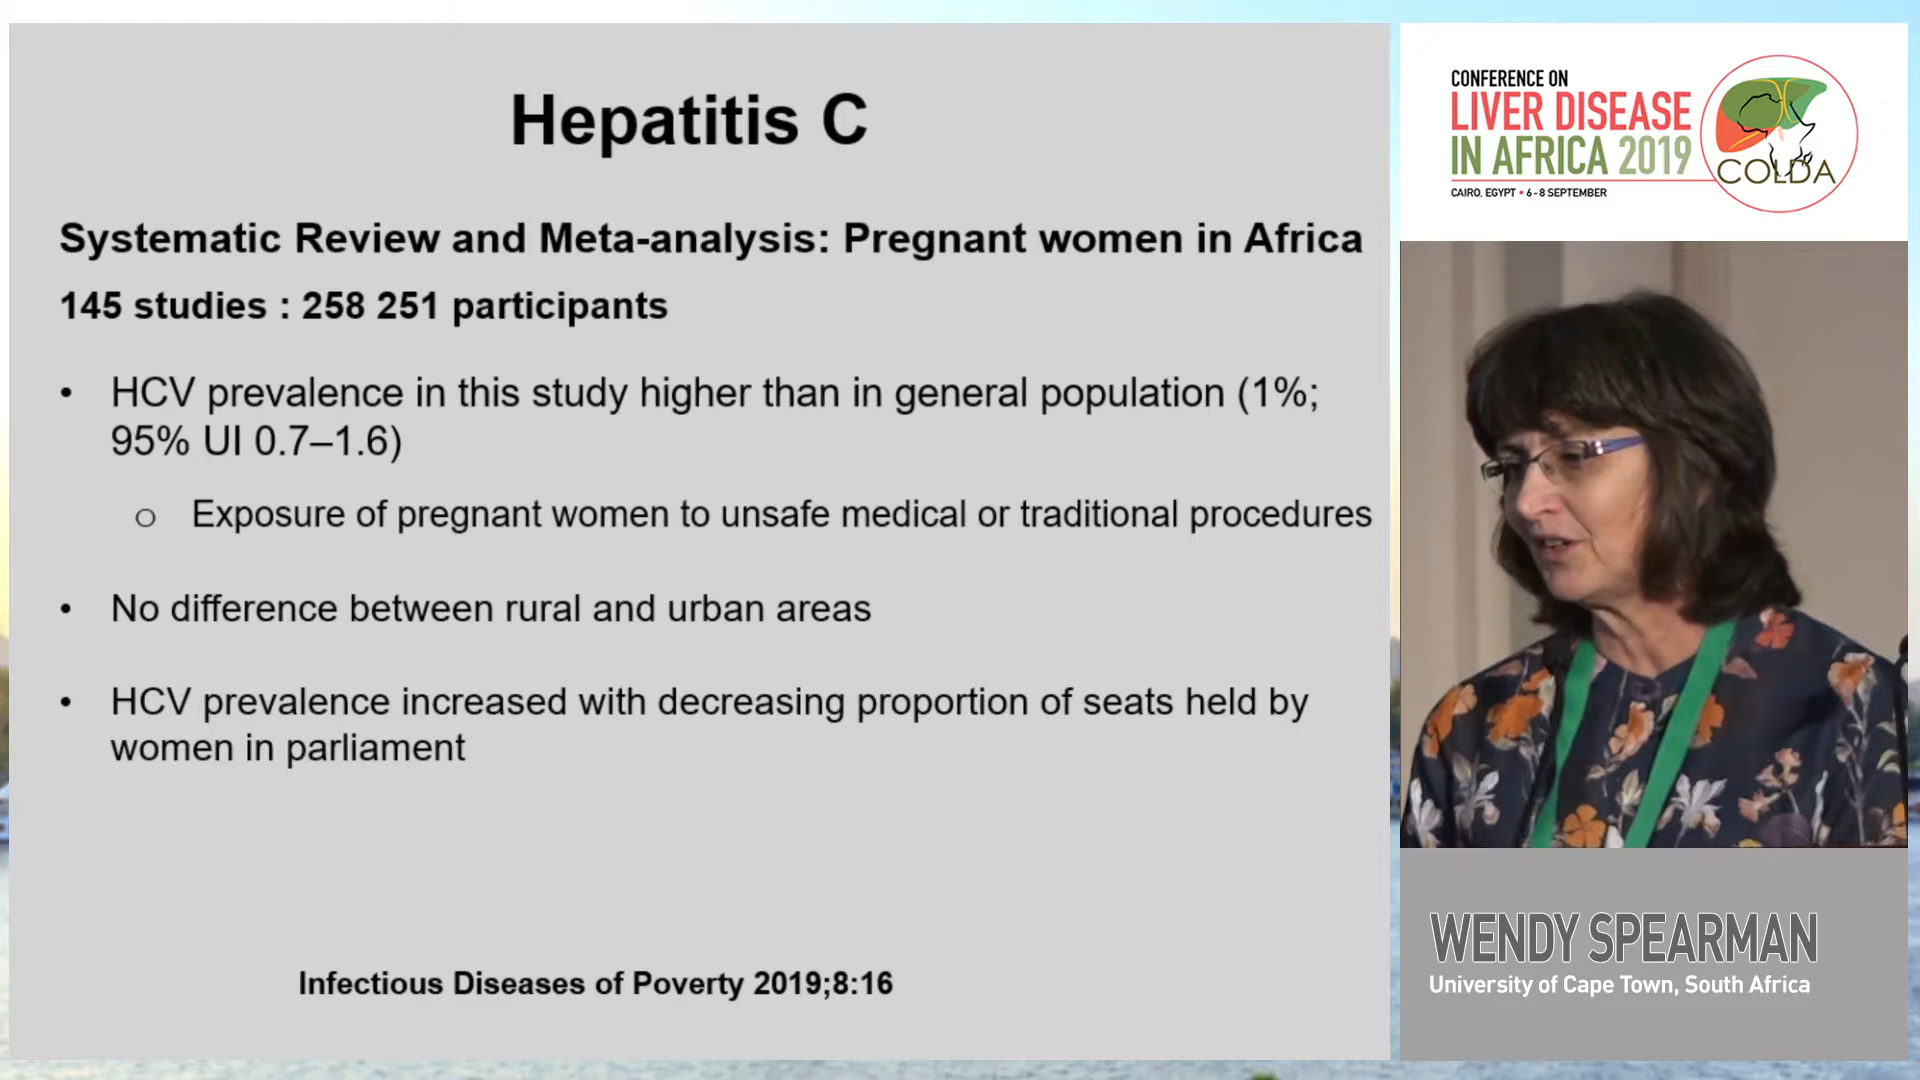 Hepatitis C
Systematic Review and Meta-analysis: Pregnant women in Africa
145 studies : 258 251 participants
• HCV prevalence in this study higher than in general population (1%;
95% UI 0.7–1.6)
o Exposure of pregnant women to unsafe medical or traditional procedures
• No difference between rural and urban areas
• HCV prevalence increased with decreasing proportion of seats held by
women in parliament
Infectious Diseases of Poverty 2019;8:16
CONFERENCE ON
LIVER DISEASE
IN AFRICA 2019
CAIRO, EGYPT • 6 - 8 SEPTEMBER
COLDA
WENDY SPEARMAN
University of Cape Town, South Africa